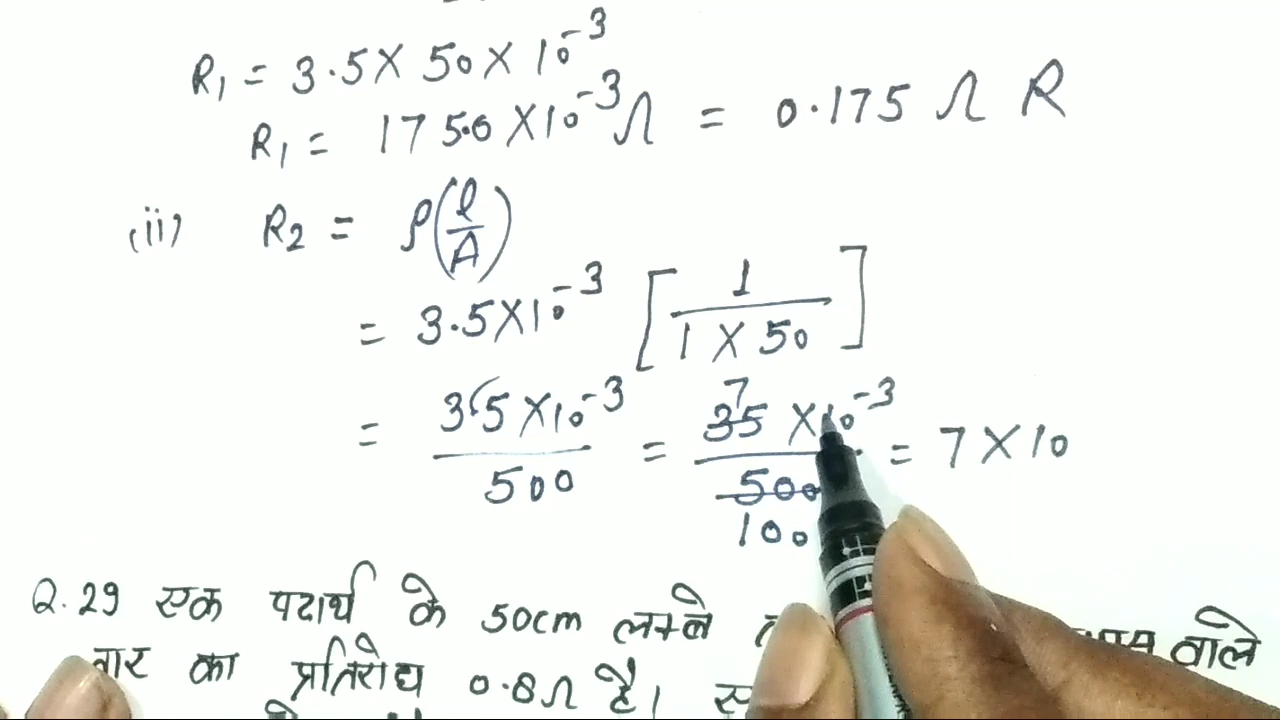 R₁ = 3.5 × 50 × 10⁻³
R₁ = 175.0 × 10⁻³ Ω = 0.175 Ω R
(ii) R₂ = ρ(l/A)
= 3.5 × 10⁻³ [1/(1 × 50)]
= 35 × 10⁻³/500 = 35 7 × 10⁻³/500 100 = 7 × 10
Q.29 एक पदार्थ के 50cm लम्बे वाले
तार का प्रतिरोध 0.8Ω है।